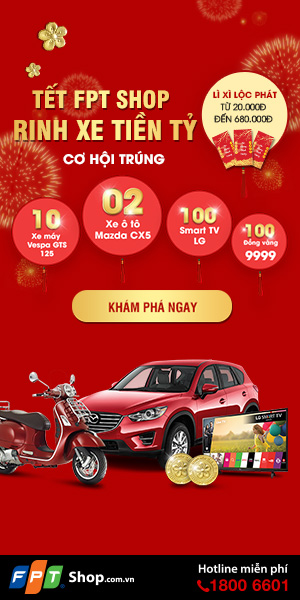 LÌ XÌ LỘC PHÁT
TỪ 20.000Đ
ĐẾN 680.000Đ
TẾT FPT SHOP
RINH XE TIỀN TỶ
CƠ HỘI TRÚNG
10
Xe máy
Vespa GTS
125
02
Xe ô tô
Mazda CX5
100
Smart TV
LG
100
Đồng vàng
9999
KHÁM PHÁ NGAY
LG SMART TV
FPT Shop.com.vn
Hotline miễn phí
1800 6601